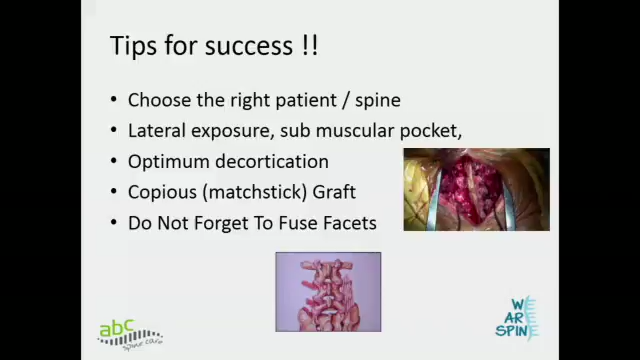 Tips for success !!
• Choose the right patient / spine
• Lateral exposure, sub muscular pocket,
• Optimum decortication
• Copious (matchstick) Graft
• Do Not Forget To Fuse Facets
abc
spine care
WE
ARE
SPINE